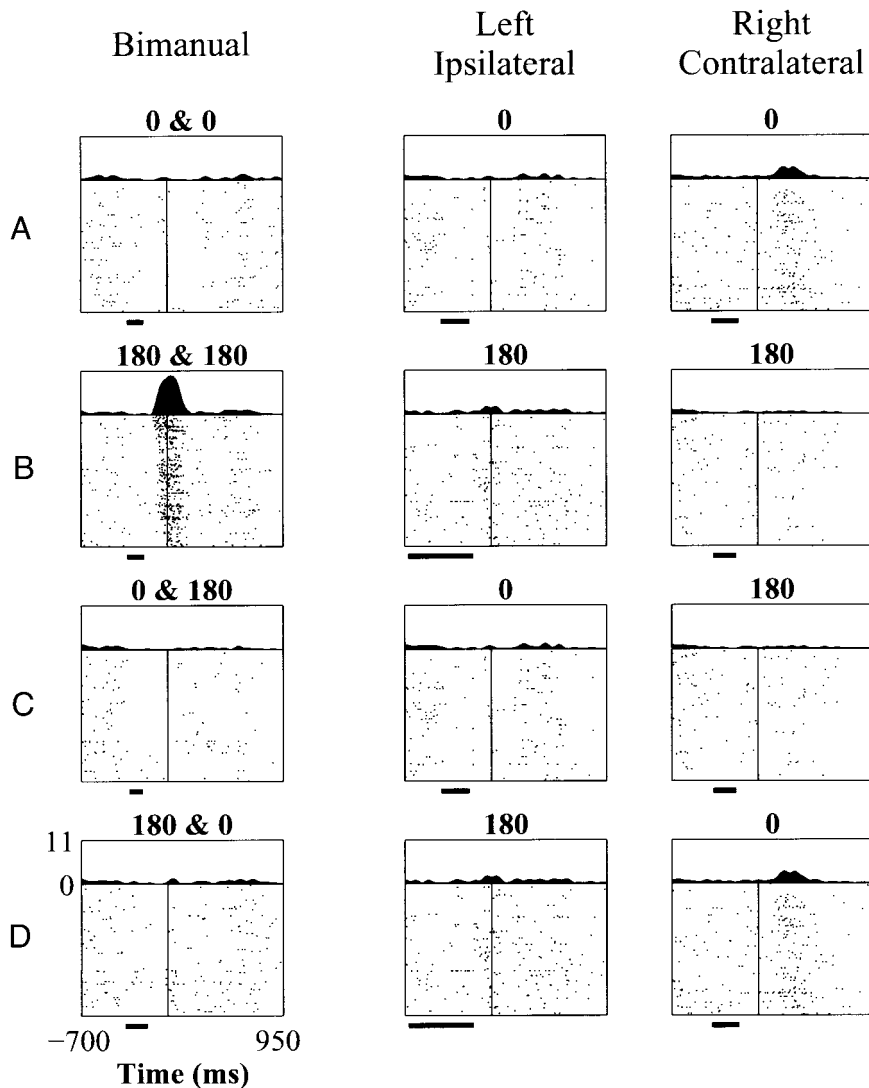 Bimanual
Left
Ipsilateral
Right
Contralateral
A
0 & 0
0
0
B
180 & 180
180
180
C
0 & 180
0
180
D
180 & 0
180
0
11
0
−700
950
Time (ms)